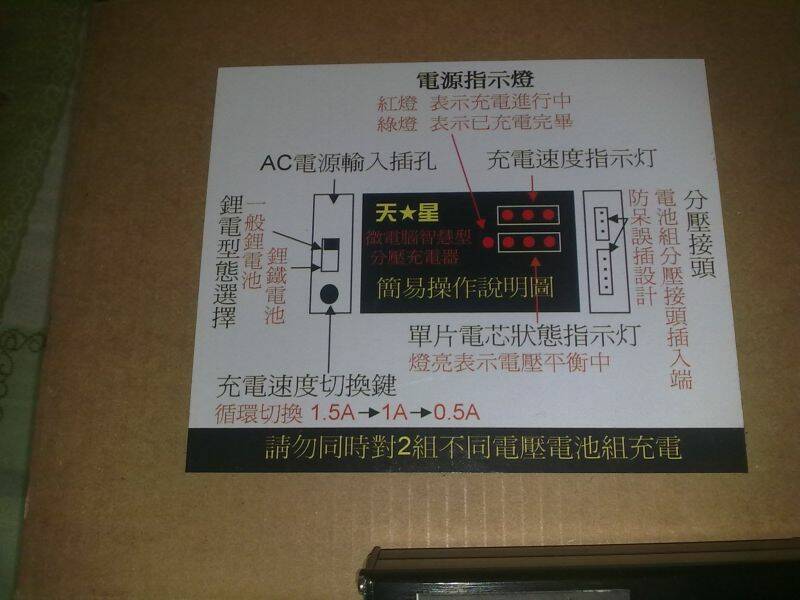 電源指示燈
紅燈 表示充電進行中
綠燈 表示已充電完畢
AC電源輸入插孔
充電速度指示灯
鋰電型態選擇
一般鋰電池
鋰鐵電池
天★星
微電腦智慧型
分壓充電器
簡易操作說明圖
分壓接頭
電池組分壓接頭插入端
防呆誤插設計
單片電芯狀態指示灯
燈亮表示電壓平衡中
充電速度切換鍵
循環切換 1.5A→1A→0.5A
請勿同時對2組不同電壓電池組充電